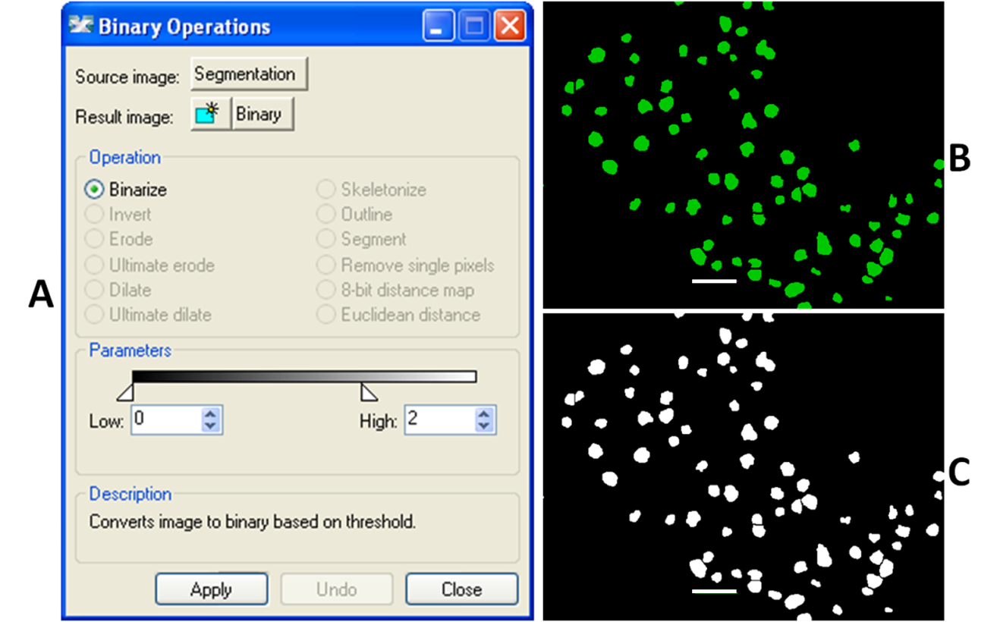 Binary Operations
Source image: Segmentation
Result image: Binary
Operation
Binarize
Skeletonize
Invert
Outline
Erode
Segment
Ultimate erode
Remove single pixels
Dilate
8-bit distance map
Ultimate dilate
Euclidean distance
Parameters
Low: 0
High: 2
Description
Converts image to binary based on threshold.
Apply
Undo
Close
A
B
C